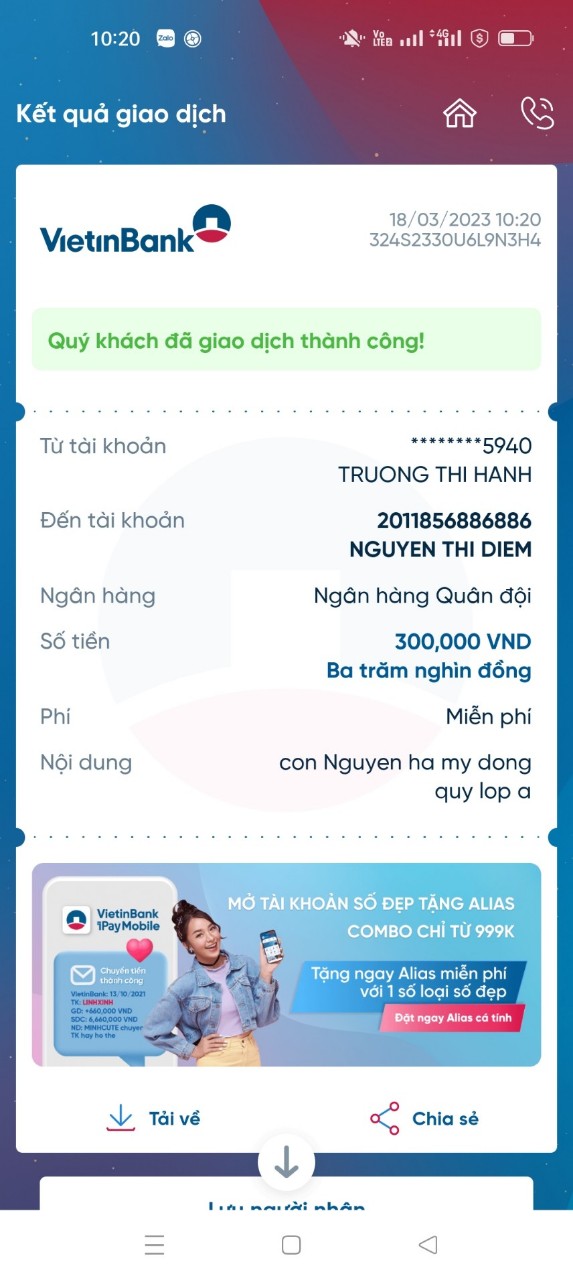 10:20
Zalo
Vo
LTE2
4G
Kết quả giao dịch
VietinBank
18/03/2023 10:20
324S2330U6L9N3H4
Quý khách đã giao dịch thành công!
Từ tài khoản
********5940
TRUONG THI HANH
Đến tài khoản
2011856886886
NGUYEN THI DIEM
Ngân hàng
Ngân hàng Quân đội
Số tiền
300,000 VND
Ba trăm nghìn đồng
Phí
Miễn phí
Nội dung
con Nguyen ha my dong
quy lop a
VietinBank
iPay Mobile
Chuyển tiền
thành công
VietinBank: 13/10/2021
TK: LINHXINH
GD: +660,000 VND
SDC: 6,660,000 VND
ND: MINHCUTE chuyen
TK hay ho the
MỞ TÀI KHOẢN SỐ ĐẸP TẶNG ALIAS
COMBO CHỈ TỪ 999K
Tặng ngay Alias miễn phí
với 1 số loại số đẹp
Đặt ngay Alias cá tính
Tải về
Chia sẻ
Lưu người nhận